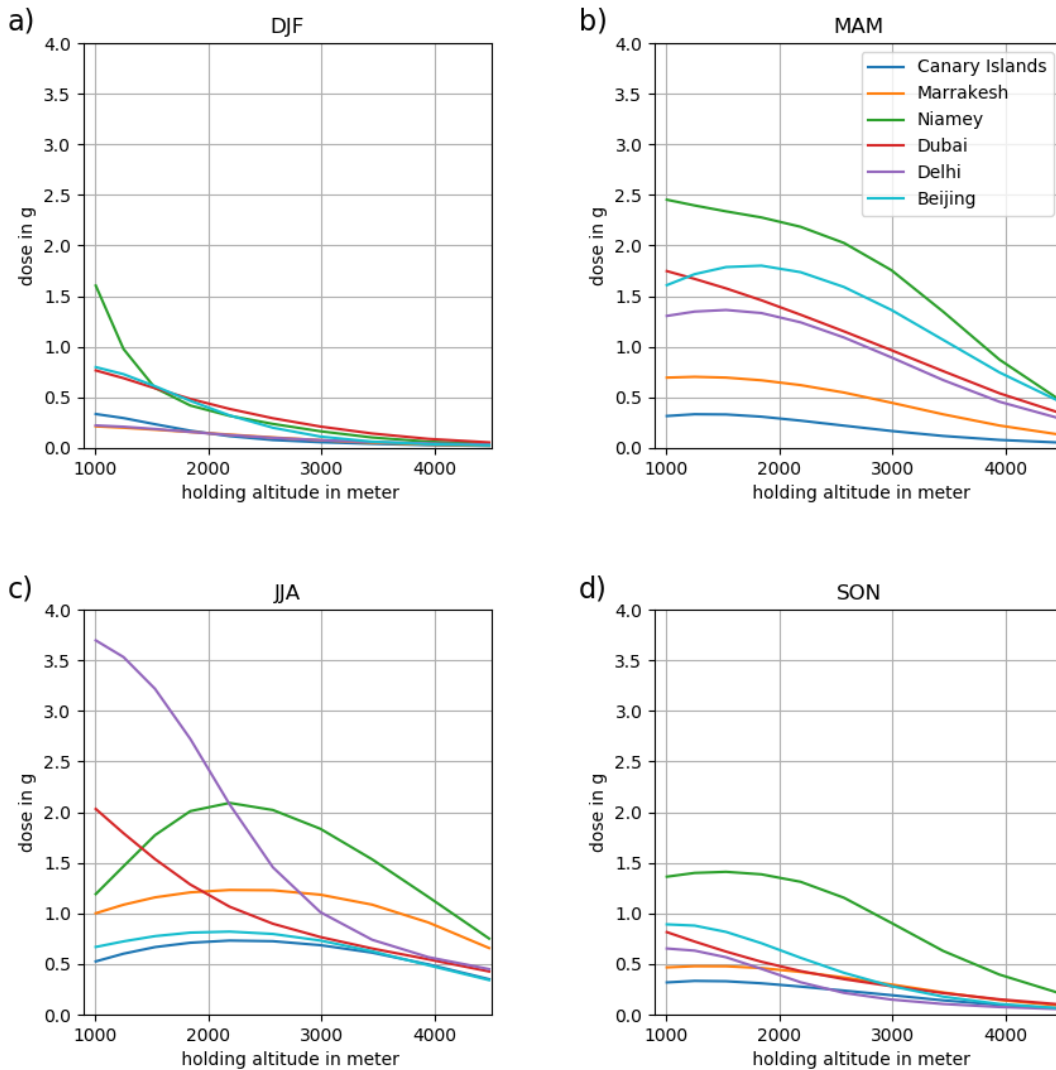 a)
DJF
4.0
3.5
3.0
2.5
2.0
1.5
1.0
0.5
0.0
dose in g
1000 2000 3000 4000
holding altitude in meter
b)
MAM
4.0
3.5
3.0
2.5
2.0
1.5
1.0
0.5
0.0
dose in g
Canary Islands
Marrakesh
Niamey
Dubai
Delhi
Beijing
1000 2000 3000 4000
holding altitude in meter
c)
JJA
4.0
3.5
3.0
2.5
2.0
1.5
1.0
0.5
0.0
dose in g
1000 2000 3000 4000
holding altitude in meter
d)
SON
4.0
3.5
3.0
2.5
2.0
1.5
1.0
0.5
0.0
dose in g
1000 2000 3000 4000
holding altitude in meter